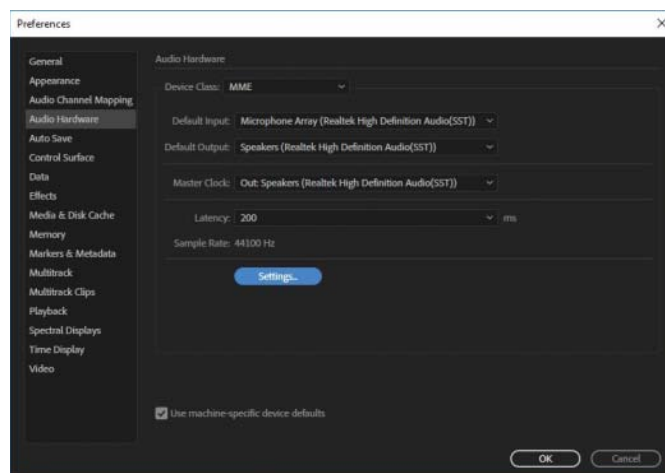 Preferences
General
Appearance
Audio Channel Mapping
Audio Hardware
Auto Save
Control Surface
Data
Effects
Media & Disk Cache
Memory
Markers & Metadata
Multitrack
Multitrack Clips
Playback
Spectral Displays
Time Display
Video
Audio Hardware
Device Class: MME
Default Input: Microphone Array (Realtek High Definition Audio(SST))
Default Output: Speakers (Realtek High Definition Audio(SST))
Master Clock: Out: Speakers (Realtek High Definition Audio(SST))
Latency: 200 ms
Sample Rate: 44100 Hz
Settings...
Use machine-specific device defaults
OK Cancel